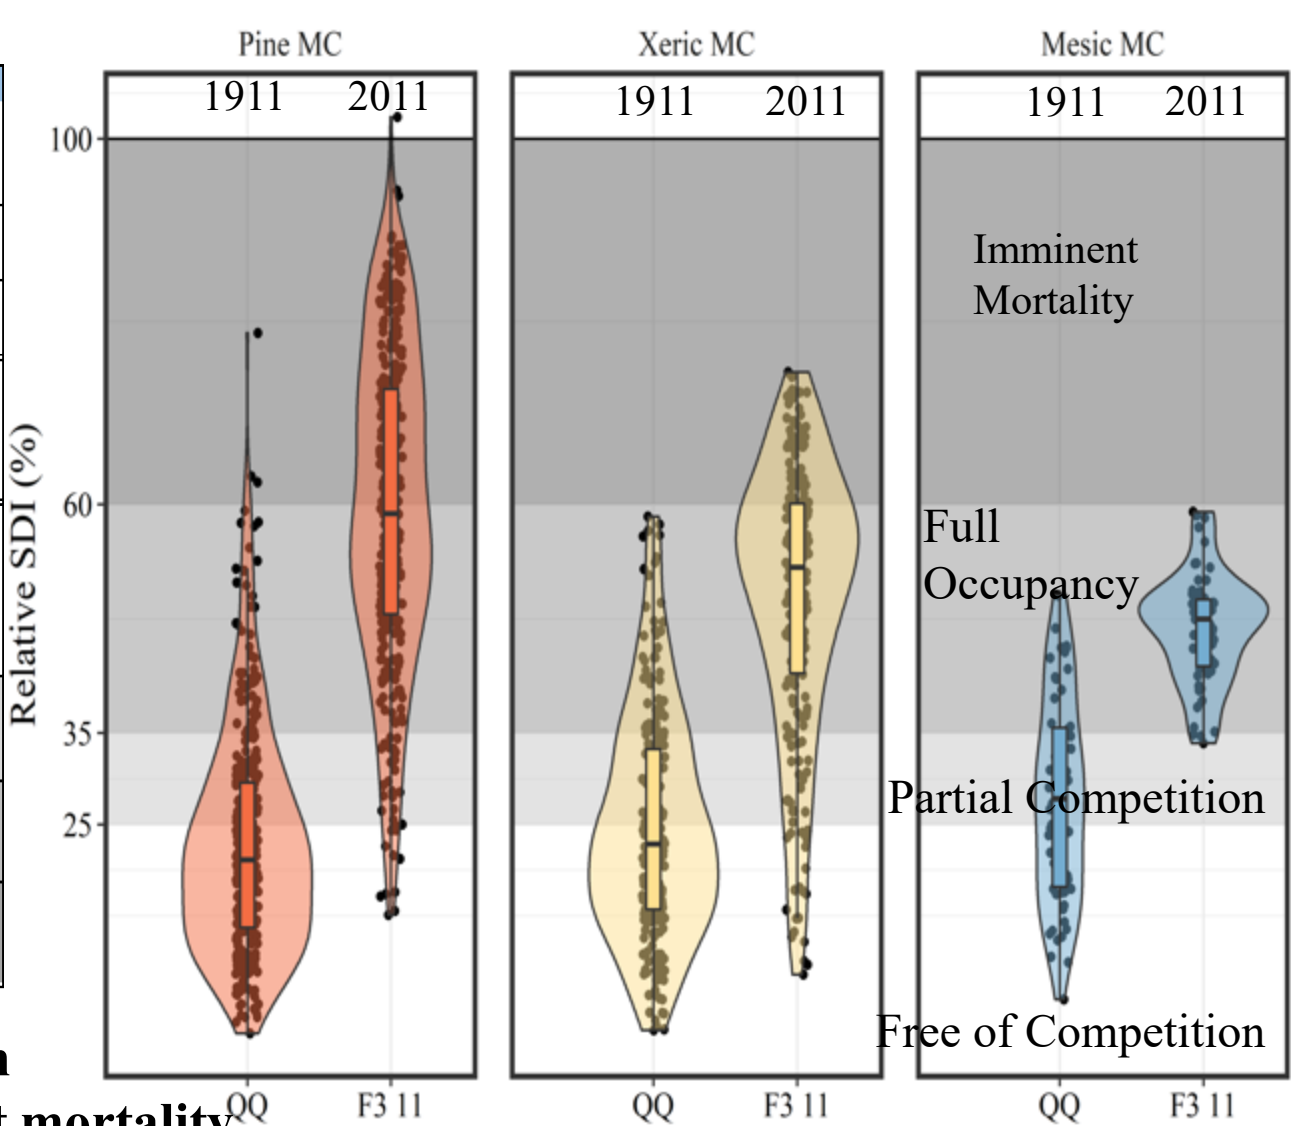 Pine MC
Xeric MC
Mesic MC
1911
2011
1911
2011
1911
2011
100
60
35
25
Relative SDI (%)
Imminent
Mortality
Full
Occupancy
Partial Competition
Free of Competition
QQ
F3 11
QQ
F3 11
QQ
F3 11
mortality